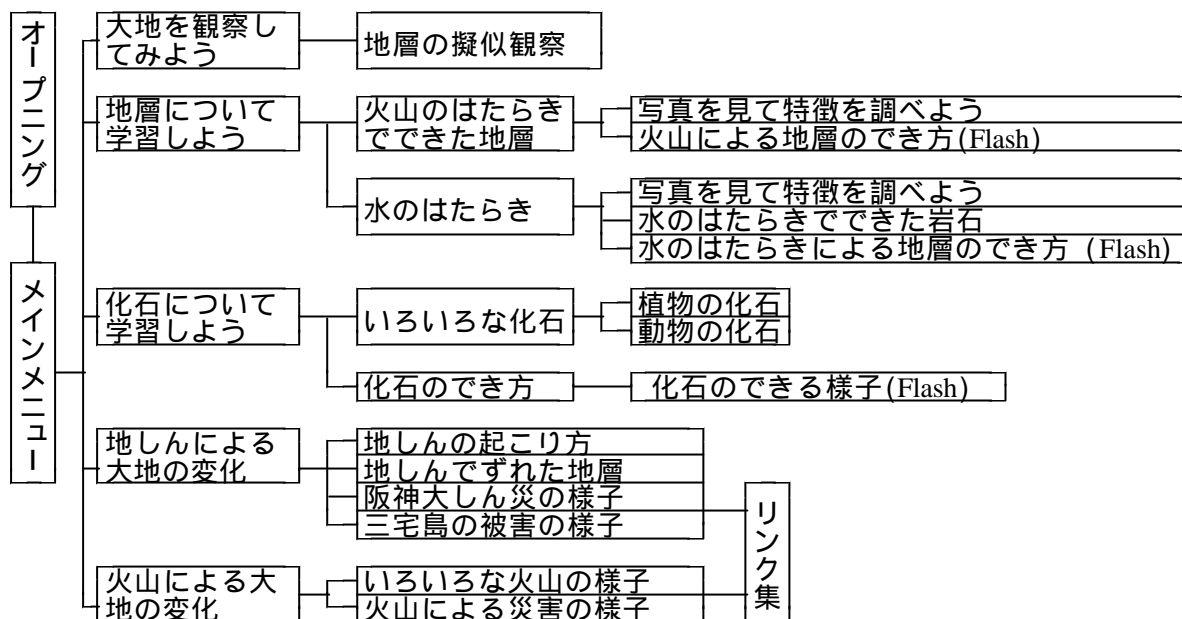 オープニング
メインメニュー
大地を観察し
てみよう
地層の擬似観察
地層について
学習しよう
火山のはたらき
でできた地層
写真を見て特徴を調べよう
火山による地層のでき方(Flash)
水のはたらき
写真を見て特徴を調べよう
水のはたらきでできた岩石
水のはたらきによる地層のでき方 (Flash)
化石について
学習しよう
いろいろな化石
植物の化石
動物の化石
化石のでき方
化石のできる様子(Flash)
地しんによる
大地の変化
地しんの起こり方
地しんでずれた地層
阪神大しん災の様子
三宅島の被害の様子
火山による大
地の変化
いろいろな火山の様子
火山による災害の様子
リンク集